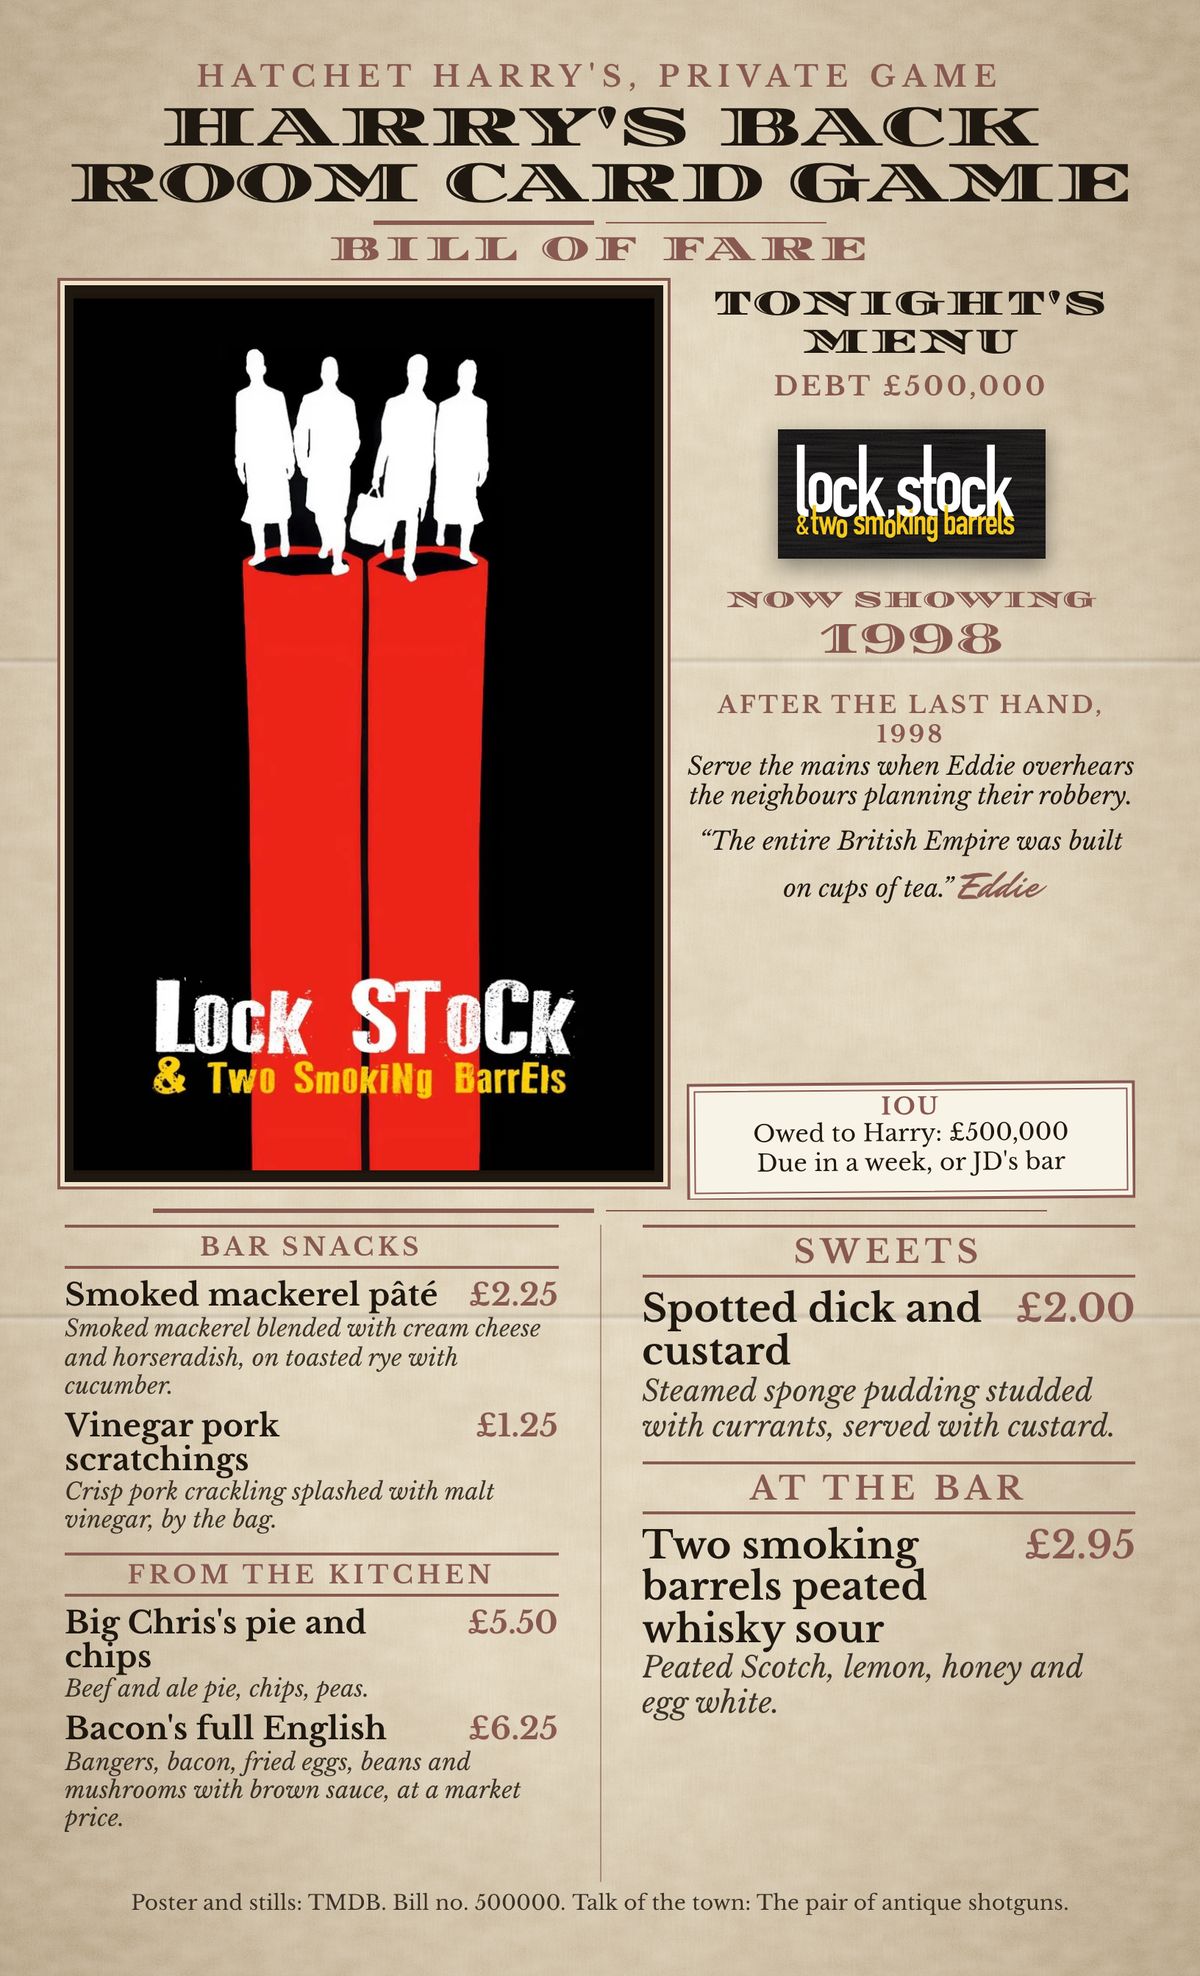 HATCHET HARRY'S, PRIVATE GAME
HARRY'S BACK
ROOM CARD GAME
BILL OF FARE
Lock STocK
& Two SmokiNg BarrEls
TONIGHT'S
MENU
DEBT £500,000
lock, stock
& two smoking barrels
NOW SHOWING
1998
AFTER THE LAST HAND,
1998
Serve the mains when Eddie overhears
the neighbours planning their robbery.
“The entire British Empire was built
on cups of tea.” Eddie
IOU
Owed to Harry: £500,000
Due in a week, or JD's bar
BAR SNACKS
Smoked mackerel pâté £2.25
Smoked mackerel blended with cream cheese
and horseradish, on toasted rye with
cucumber.
Vinegar pork £1.25
scratchings
Crisp pork crackling splashed with malt
vinegar, by the bag.
FROM THE KITCHEN
Big Chris's pie and £5.50
chips
Beef and ale pie, chips, peas.
Bacon's full English £6.25
Bangers, bacon, fried eggs, beans and
mushrooms with brown sauce, at a market
price.
SWEETS
Spotted dick and £2.00
custard
Steamed sponge pudding studded
with currants, served with custard.
AT THE BAR
Two smoking £2.95
barrels peated
whisky sour
Peated Scotch, lemon, honey and
egg white.
Poster and stills: TMDB. Bill no. 500000. Talk of the town: The pair of antique shotguns.